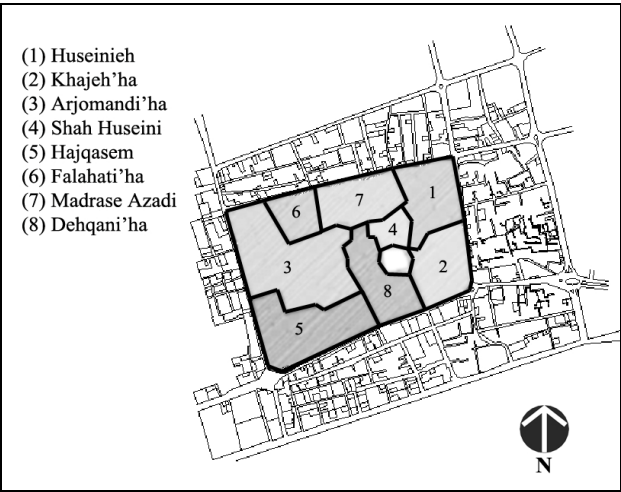 (1) Huseinieh
(2) Khajeh'ha
(3) Arjomandi'ha
(4) Shah Huseini
(5) Hajqasem
(6) Falahati'ha
(7) Madrase Azadi
(8) Dehqani'ha
7
1
6
4
3
2
8
5
N